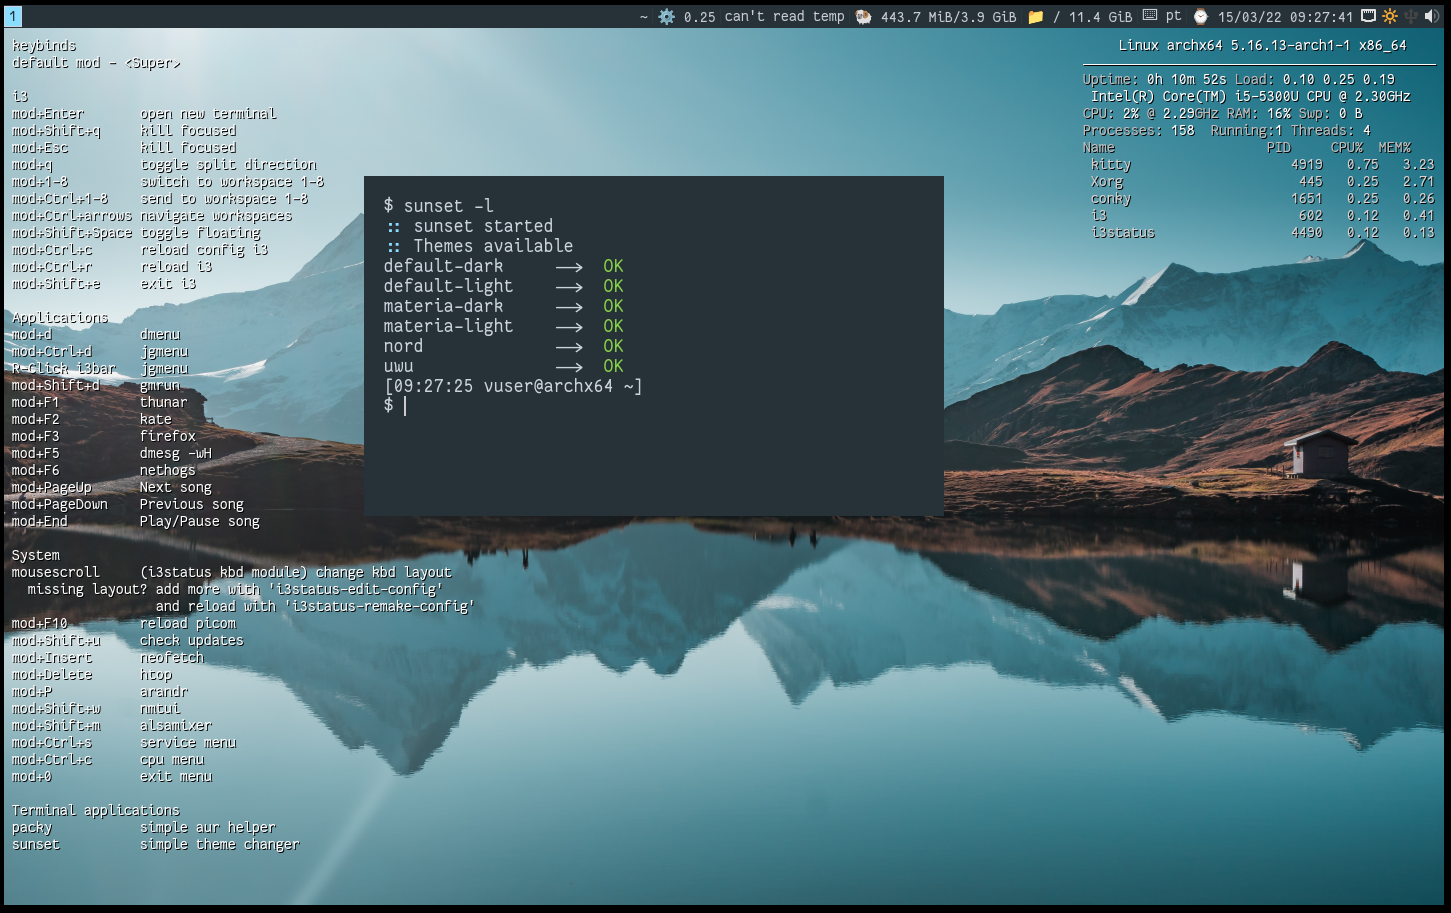 1
~ 0.25 can't read temp 443.7 MiB/3.9 GiB / 11.4 GiB pt 15/03/22 09:27:41
keybinds
default mod - <Super>
i3
mod+Enter open new terminal
mod+Shift+q kill focused
mod+Esc kill focused
mod+q toggle split direction
mod+1-8 switch to workspace 1-8
mod+Ctrl+1-8 send to workspace 1-8
mod+Ctrl+arrows navigate workspaces
mod+Shift+Space toggle floating
mod+Ctrl+c reload config i3
mod+Ctrl+r reload i3
mod+Shift+e exit i3
Applications
mod+d dmenu
mod+Ctrl+d jgmenu
R-Click i3bar jgmenu
mod+Shift+d gmrun
mod+F1 thunar
mod+F2 kate
mod+F3 firefox
mod+F5 dmesg -wH
mod+F6 nethogs
mod+PageUp Next song
mod+PageDown Previous song
mod+End Play/Pause song
System
mousescroll (i3status kbd module) change kbd layout
missing layout? add more with 'i3status-edit-config'
and reload with 'i3status-remake-config'
mod+F10 reload picom
mod+Shift+u check updates
mod+Insert neofetch
mod+Delete htop
mod+P arandr
mod+Shift+w nmtui
mod+Shift+m alsamixer
mod+Ctrl+s service menu
mod+Ctrl+c cpu menu
mod+0 exit menu
Terminal applications
packy simple aur helper
sunset simple theme changer
$ sunset -l
:: sunset started
:: Themes available
default-dark ⟶ OK
default-light ⟶ OK
materia-dark ⟶ OK
materia-light ⟶ OK
nord ⟶ OK
uwu ⟶ OK
[09:27:25 vuser@archx64 ~]
$
Linux archx64 5.16.13-arch1-1 x86_64
Uptime: 0h 10m 52s Load: 0.10 0.25 0.19
Intel(R) Core(TM) i5-5300U CPU @ 2.30GHz
CPU: 2% @ 2.29GHz RAM: 16% Swp: 0 B
Processes: 158 Running:1 Threads: 4
Name PID CPU% MEM%
kitty 4919 0.75 3.23
Xorg 445 0.25 2.71
conky 1651 0.25 0.26
i3 602 0.12 0.41
i3status 4490 0.12 0.13